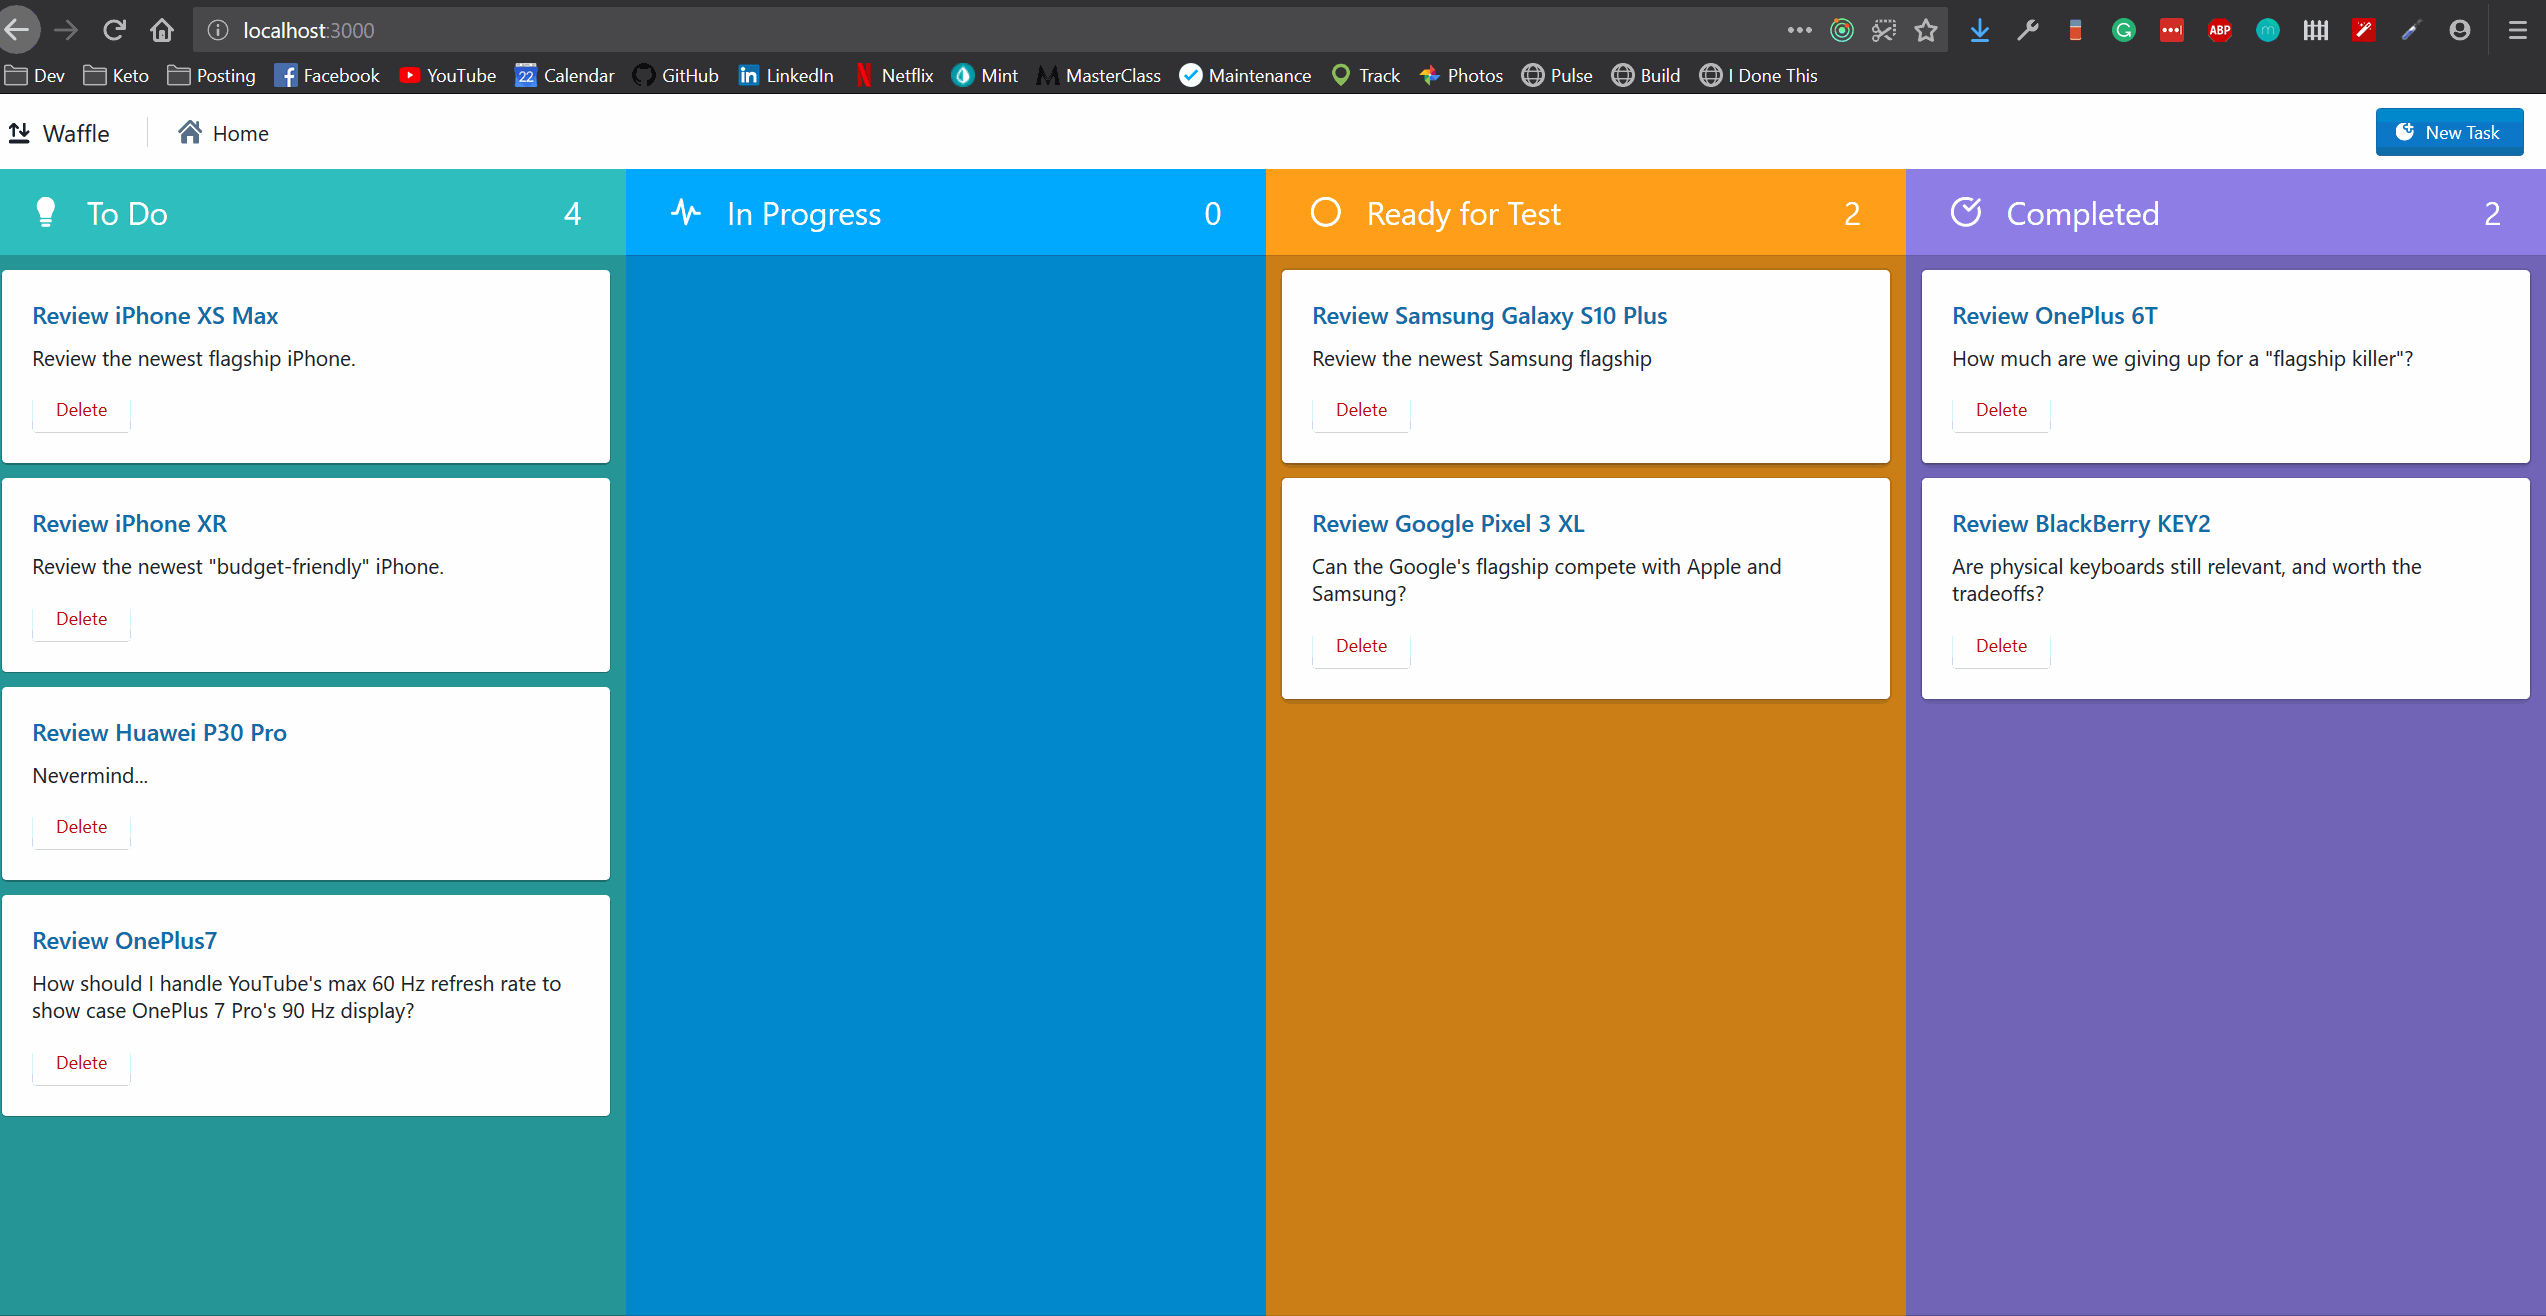 localhost:3000
Dev Keto Posting Facebook YouTube 22 Calendar GitHub in LinkedIn Netflix Mint MasterClass Maintenance Track Photos Pulse Build I Done This
ABP
Waffle Home New Task
To Do 4
Review iPhone XS Max
Review the newest flagship iPhone.
Delete
Review iPhone XR
Review the newest "budget-friendly" iPhone.
Delete
Review Huawei P30 Pro
Nevermind...
Delete
Review OnePlus7
How should I handle YouTube's max 60 Hz refresh rate to
show case OnePlus 7 Pro's 90 Hz display?
Delete
In Progress 0
Ready for Test 2
Review Samsung Galaxy S10 Plus
Review the newest Samsung flagship
Delete
Review Google Pixel 3 XL
Can the Google's flagship compete with Apple and
Samsung?
Delete
Completed 2
Review OnePlus 6T
How much are we giving up for a "flagship killer"?
Delete
Review BlackBerry KEY2
Are physical keyboards still relevant, and worth the
tradeoffs?
Delete